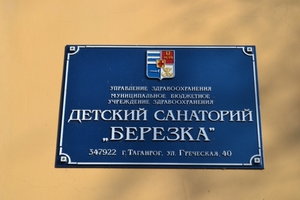 УПРАВЛЕНИЕ ЗДРАВООХРАНЕНИЯ
МУНИЦИПАЛЬНОЕ БЮДЖЕТНОЕ
УЧРЕЖДЕНИЕ ЗДРАВООХРАНЕНИЯ
ДЕТСКИЙ САНАТОРИЙ
„БЕРЕЗКА"
347922 г. Таганрог, ул. Греческая, 40